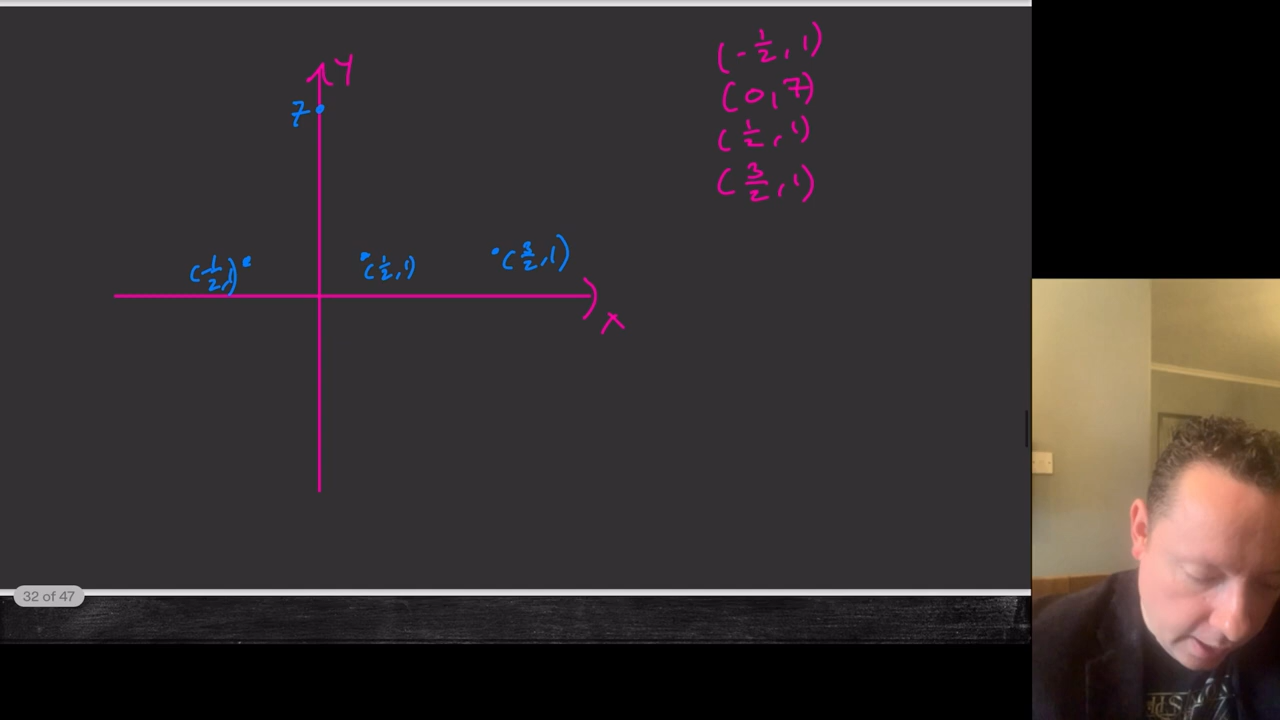 Y
7
(-1/2, 1)
(0, 7)
(1/2, 1)
(3/2, 1)
(-1/2, 1)
(1/2, 1)
(3/2, 1)
X
32 of 47